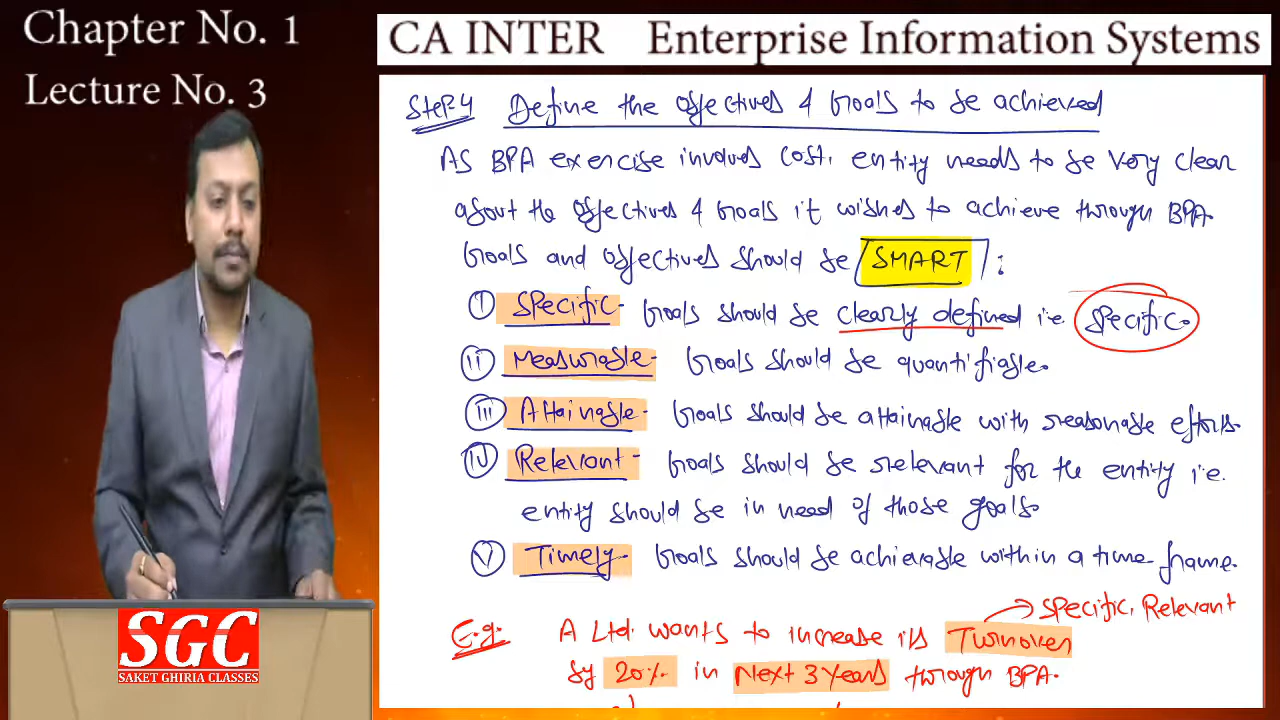 Chapter No. 1
Lecture No. 3
CA INTER Enterprise Information Systems
Step.4 Define the objectives & Goals to be achieved
As BPA exercise involves cost, entity needs to be very clear
about the objectives & Goals it wishes to achieve through BPA.
Goals and objectives should be SMART :
(i) Specific- Goals should be clearly defined i.e. specific.
(ii) Measurable- Goals should be quantifiable.
(iii) Attainable- Goals should be attainable with reasonable efforts.
(iv) Relevant- Goals should be relevant for the entity i.e.
entity should be in need of those goals.
(v) Timely- Goals should be achievable within a time frame.
→ Specific, Relevant
E.g: A Ltd. wants to increase its Turnover
by 20% in Next 3 Years through BPA.
SGC
SAKET GHIRIA CLASSES